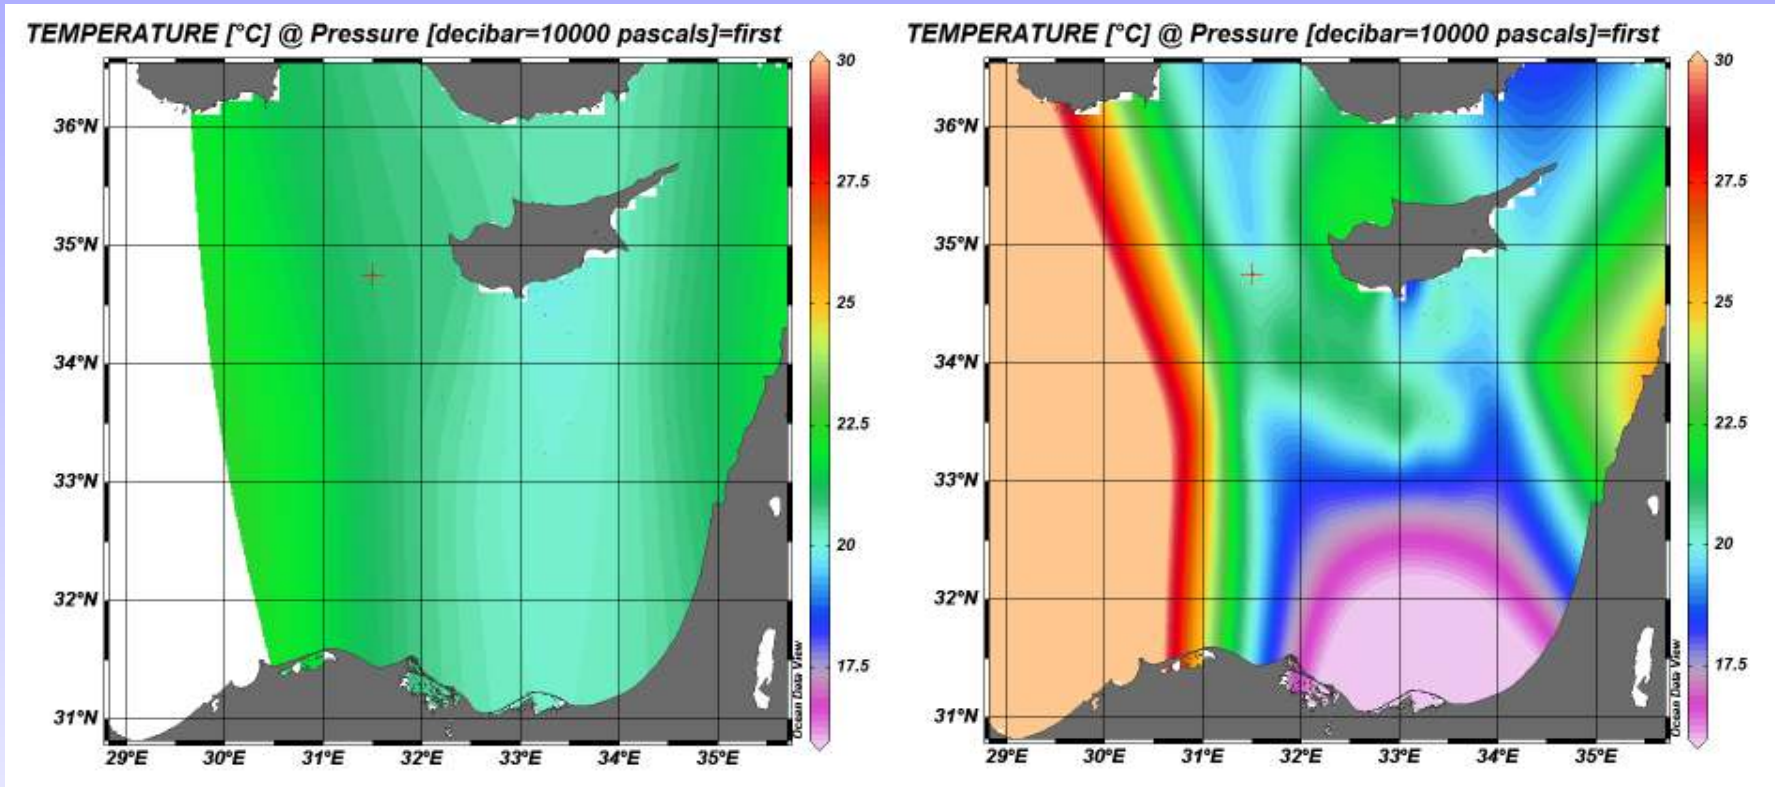 TEMPERATURE [°C] @ Pressure [decibar=10000 pascals]=first
36°N
35°N
34°N
33°N
32°N
31°N
29°E 30°E 31°E 32°E 33°E 34°E 35°E
30
27.5
25
22.5
20
17.5
Ocean Data View
TEMPERATURE [°C] @ Pressure [decibar=10000 pascals]=first
36°N
35°N
34°N
33°N
32°N
31°N
29°E 30°E 31°E 32°E 33°E 34°E 35°E
30
27.5
25
22.5
20
17.5
Ocean Data View